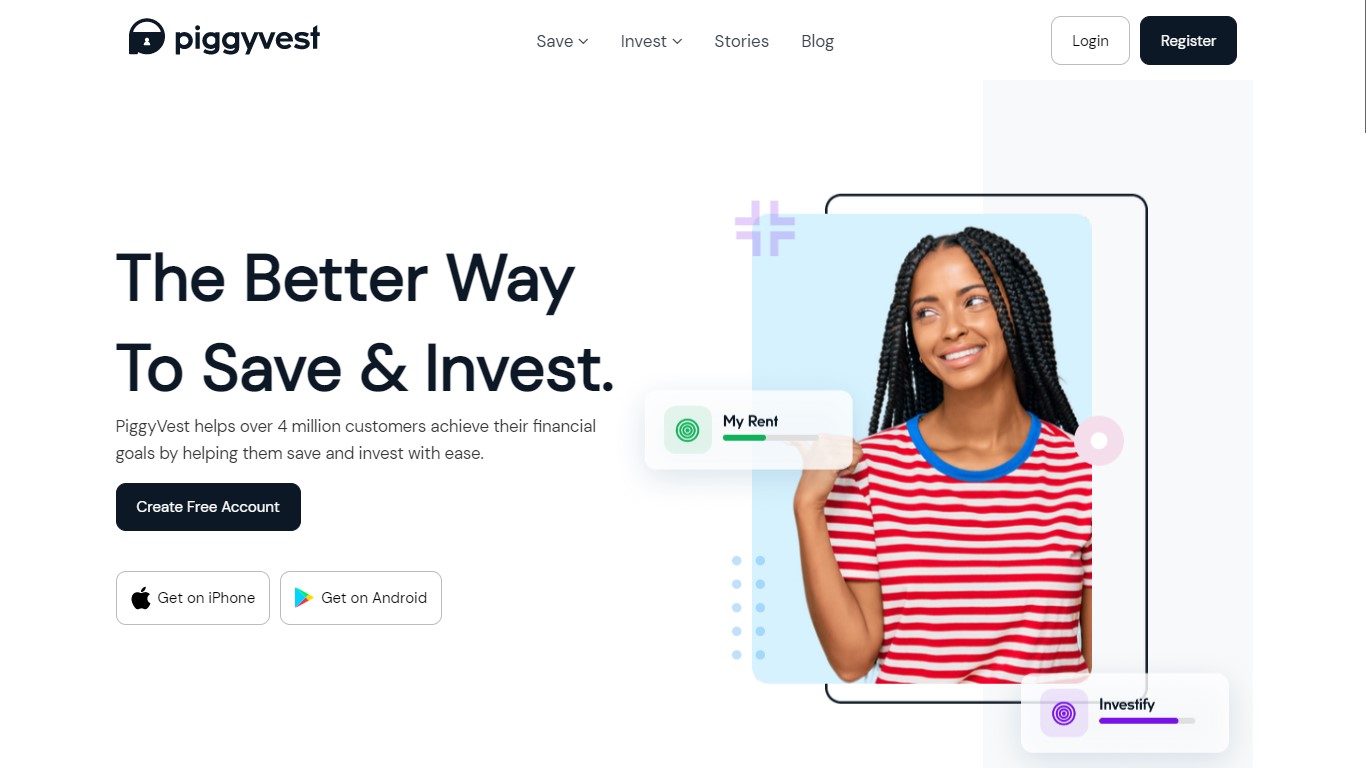 piggyvest
Save
Invest
Stories
Blog
Login
Register
The Better Way
To Save & Invest.
PiggyVest helps over 4 million customers achieve their financial
goals by helping them save and invest with ease.
Create Free Account
Get on iPhone
Get on Android
My Rent
Investify